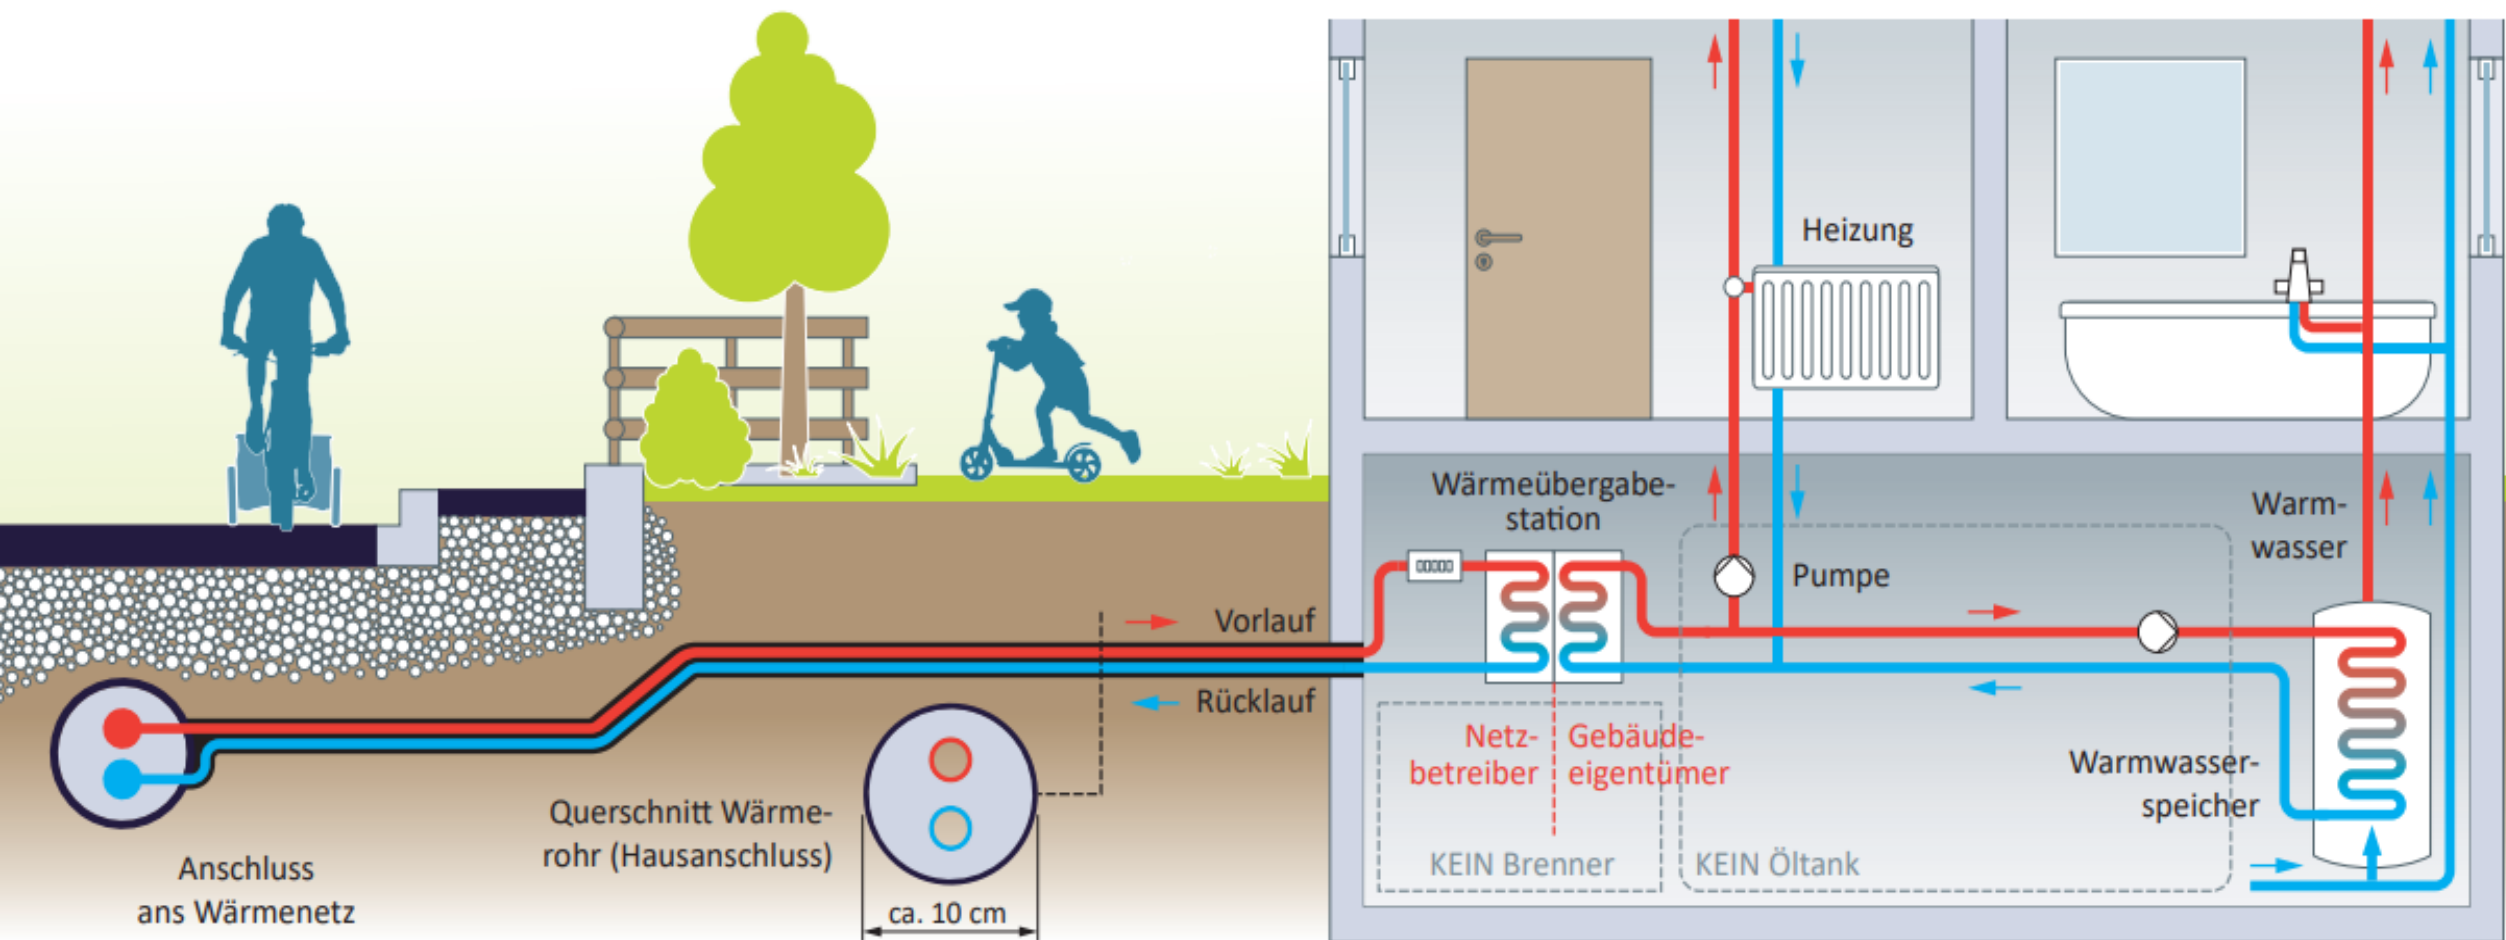 Heizung
Wärmeübergabe-
station
Warm-
wasser
Pumpe
Vorlauf
Rücklauf
Netz-
betreiber
Gebäude-
eigentümer
Warmwasser-
speicher
Querschnitt Wärme-
rohr (Hausanschluss)
KEIN Brenner
KEIN Öltank
Anschluss
ans Wärmenetz
ca. 10 cm
00000